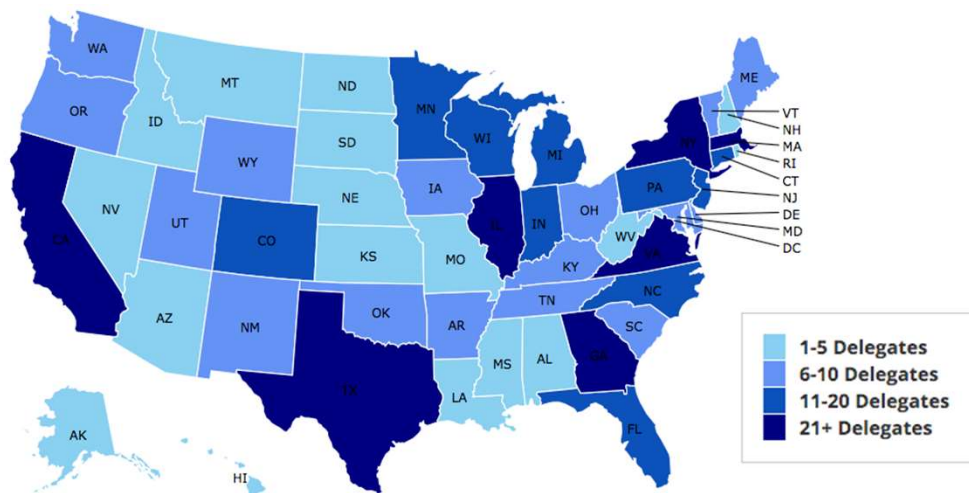 WA
ME
MT
ND
VT
OR
MN
NH
ID
WI
MA
SD
NY
RI
WY
MI
CT
PA
NJ
IA
NE
OH
DE
NV
UT
IL
IN
MD
CA
CO
WV
DC
KS
MO
KY
VA
NC
TN
AZ
NM
OK
AR
SC
MS
AL
GA
TX
LA
FL
AK
HI
1-5 Delegates
6-10 Delegates
11-20 Delegates
21+ Delegates